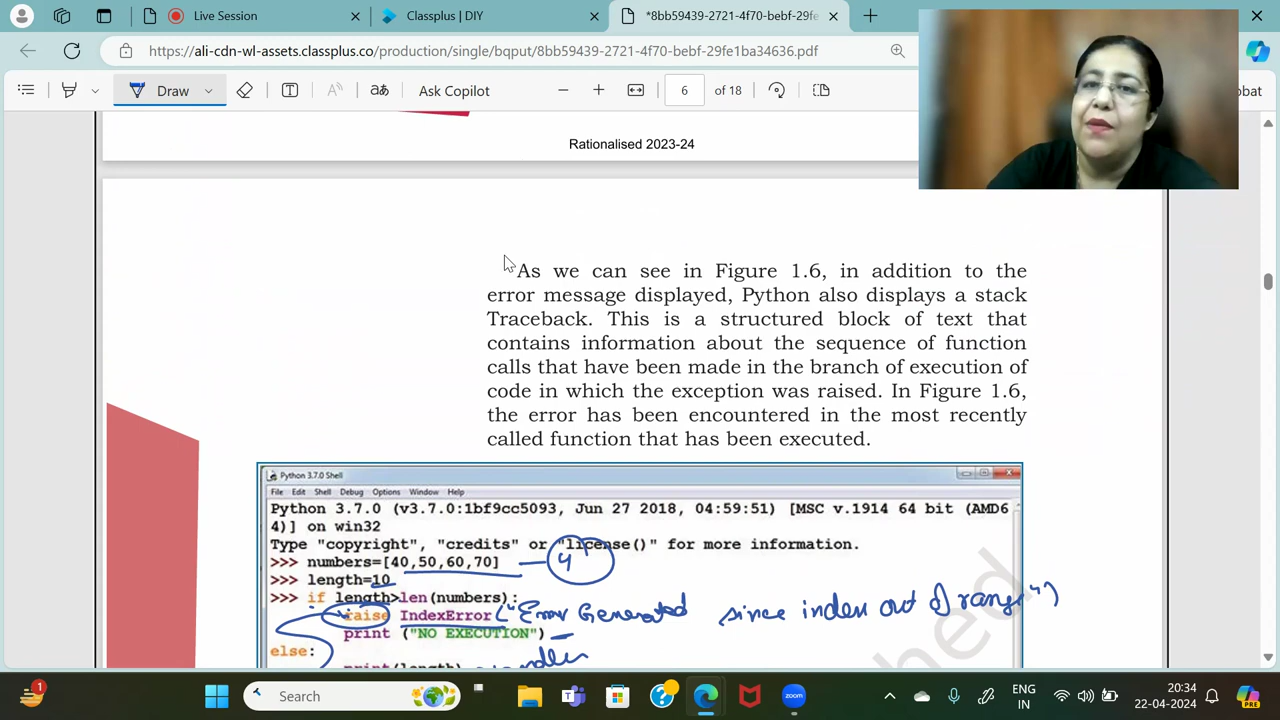 Live Session
Classplus | DIY
*8bb59439-2721-4f70-bebf-29fe
https://ali-cdn-wl-assets.classplus.co/production/single/bqput/8bb59439-2721-4f70-bebf-29fe1ba34636.pdf
Draw
Ask Copilot
6 of 18
Rationalised 2023-24
As we can see in Figure 1.6, in addition to the
error message displayed, Python also displays a stack
Traceback. This is a structured block of text that
contains information about the sequence of function
calls that have been made in the branch of execution of
code in which the exception was raised. In Figure 1.6,
the error has been encountered in the most recently
called function that has been executed.
Python 3.7.0 Shell
File Edit Shell Debug Options Window Help
Python 3.7.0 (v3.7.0:1bf9cc5093, Jun 27 2018, 04:59:51) [MSC v.1914 64 bit (AMD6
4)] on win32
Type "copyright", "credits" or "license()" for more information.
>>> numbers=[40,50,60,70]
4
>>> length=10
>>> if length>len(numbers):
raise IndexError ("Error Generated since index out of range")
print ("NO EXECUTION")
else:
print(length)
Search
ENG
IN
20:34
22-04-2024
1
zoom
PRE